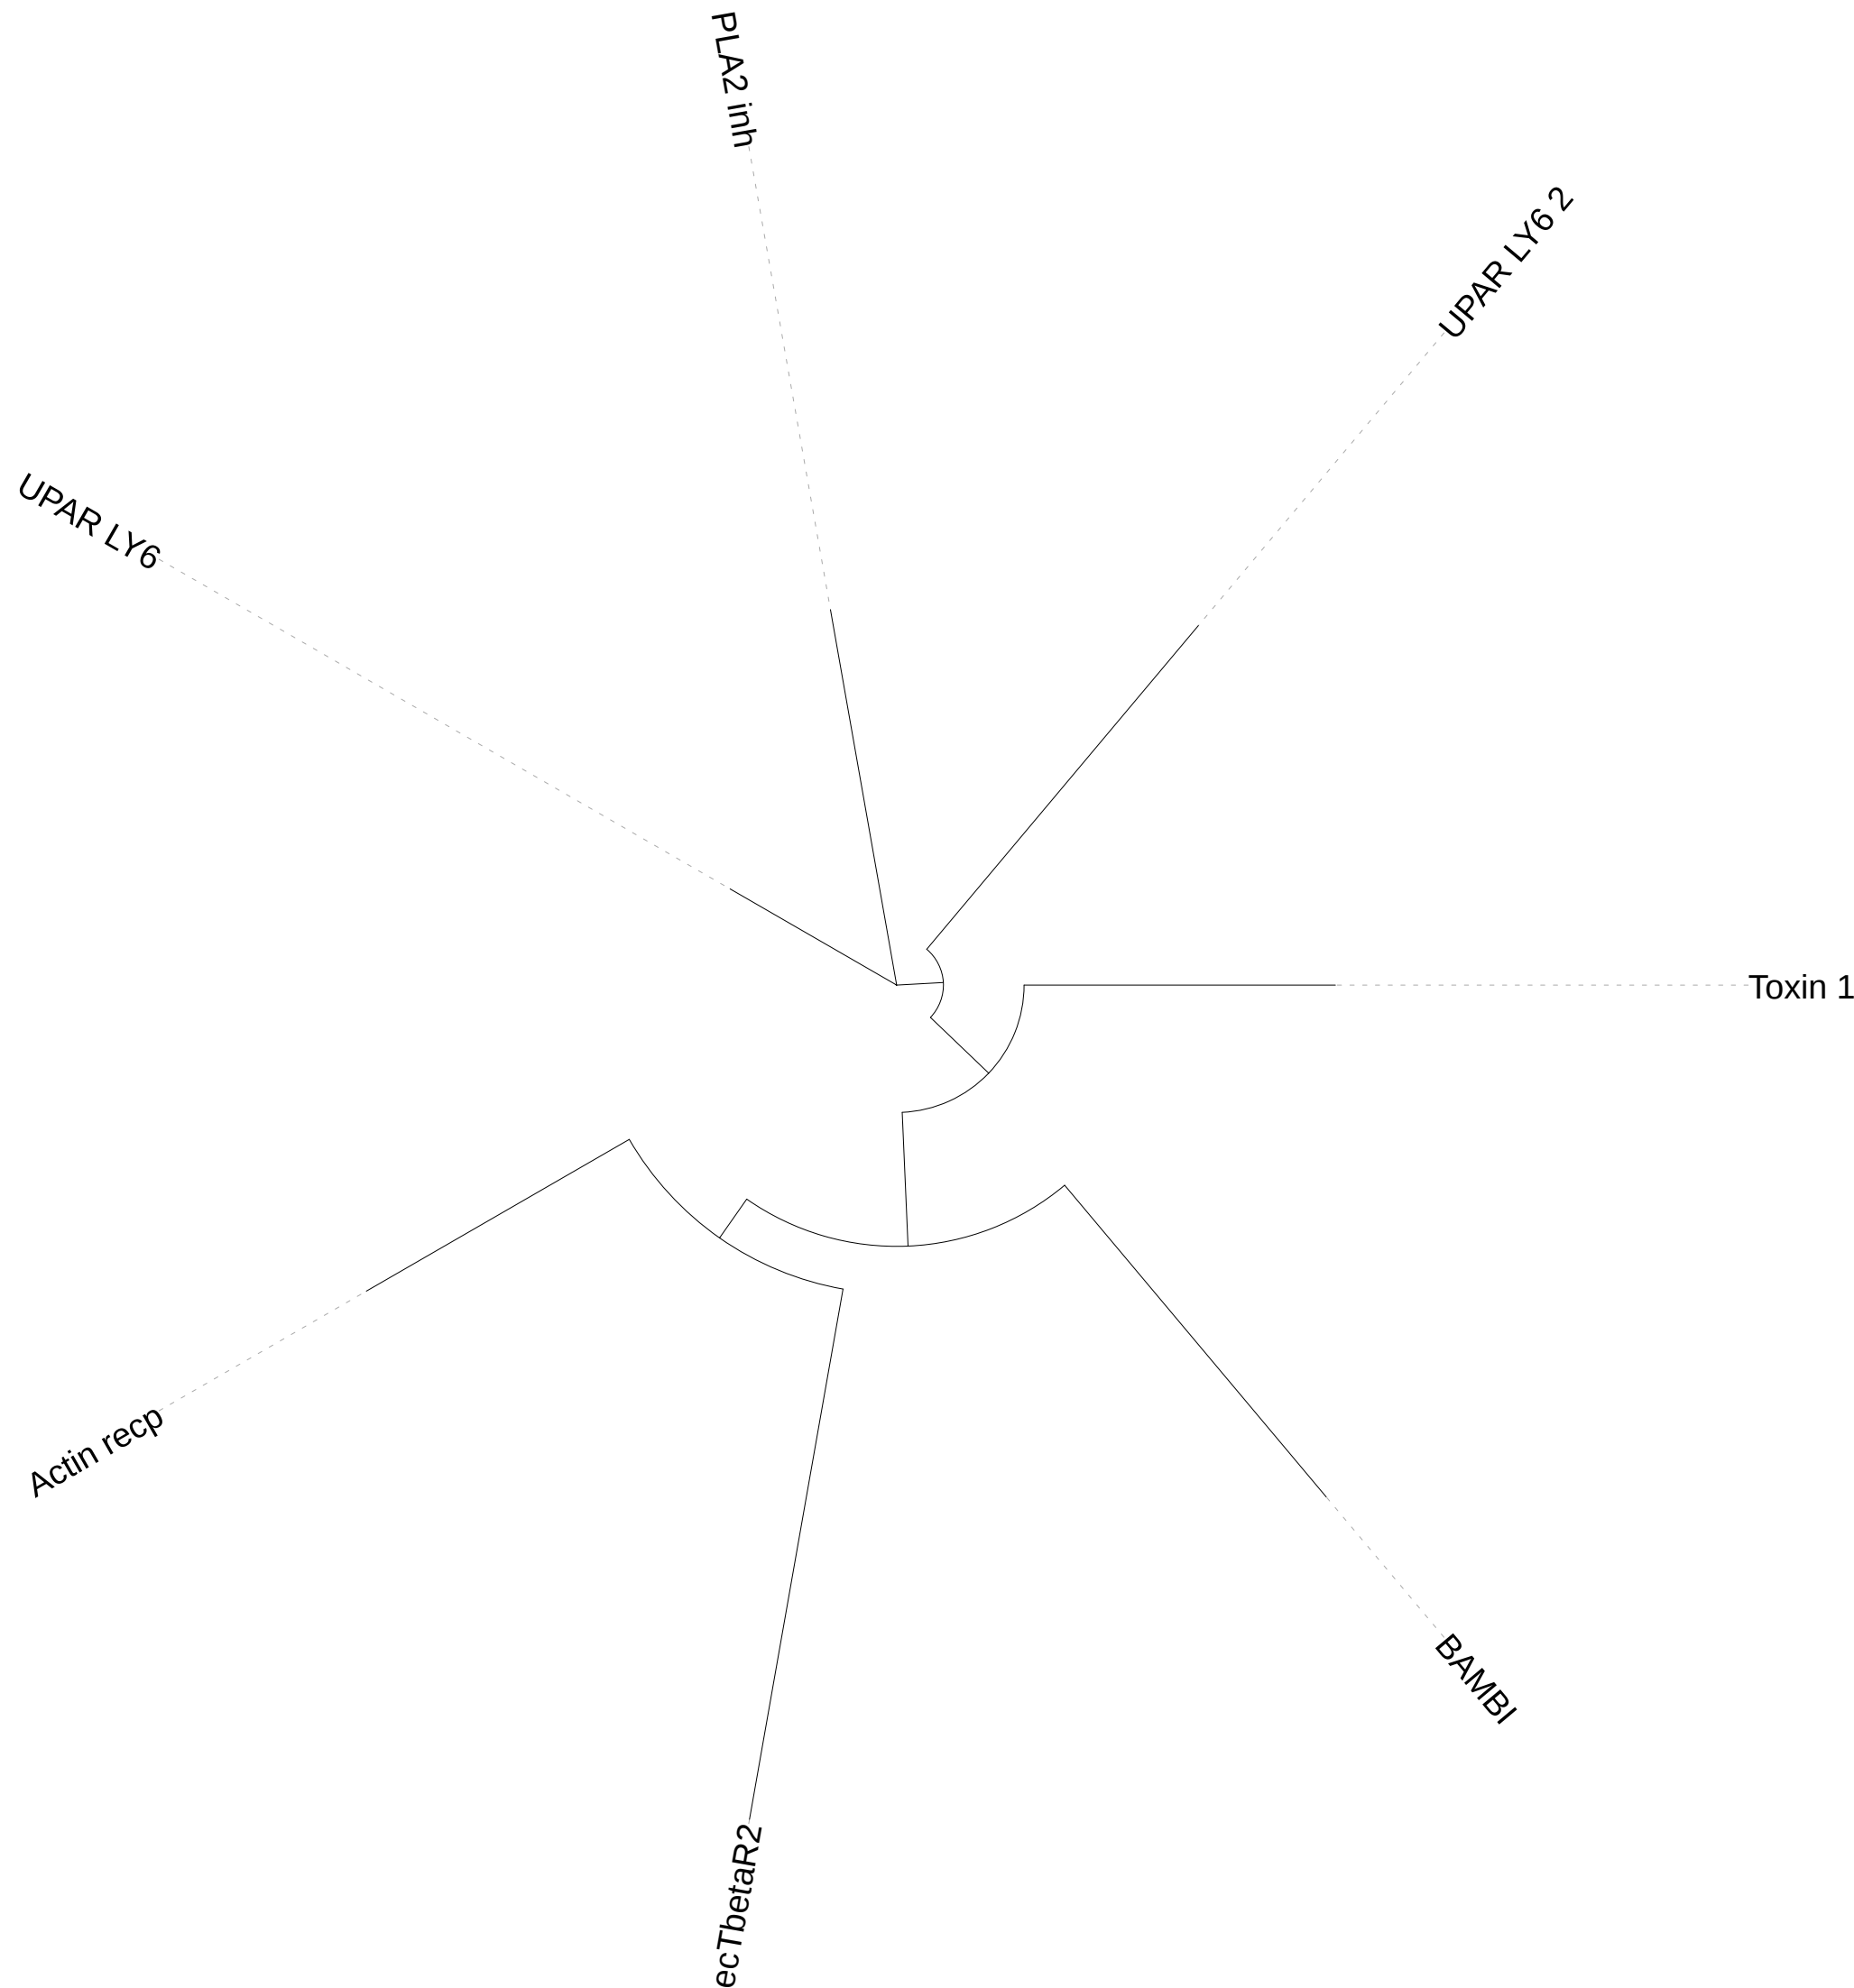 PLA2 inh
UPAR LY6 2
UPAR LY6
Toxin 1
Actin recp
BAMBI
ecTbetaR2